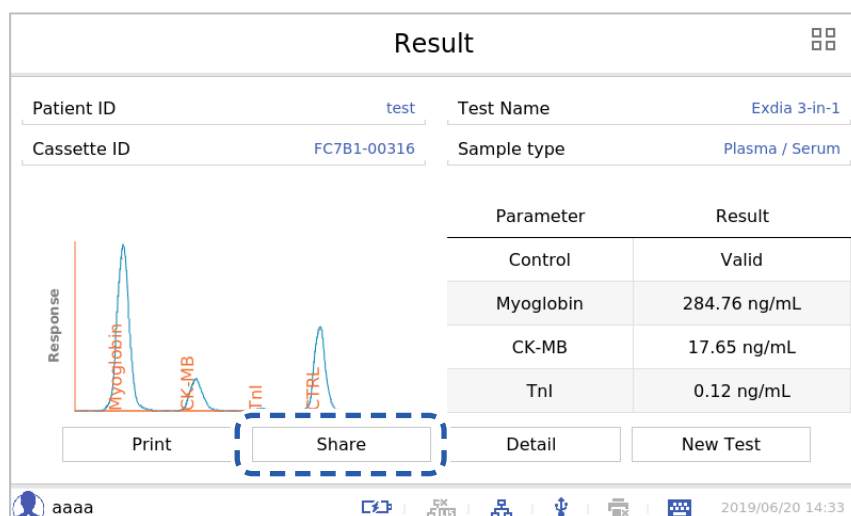 Result
Patient ID test Test Name Exdia 3-in-1
Cassette ID FC7B1-00316 Sample type Plasma / Serum
Parameter Result
Control Valid
Myoglobin 284.76 ng/mL
CK-MB 17.65 ng/mL
TnI 0.12 ng/mL
Response
Myoglobin
CK-MB
TnI
CTRL
Print Share Detail New Test
aaaa 2019/06/20 14:33